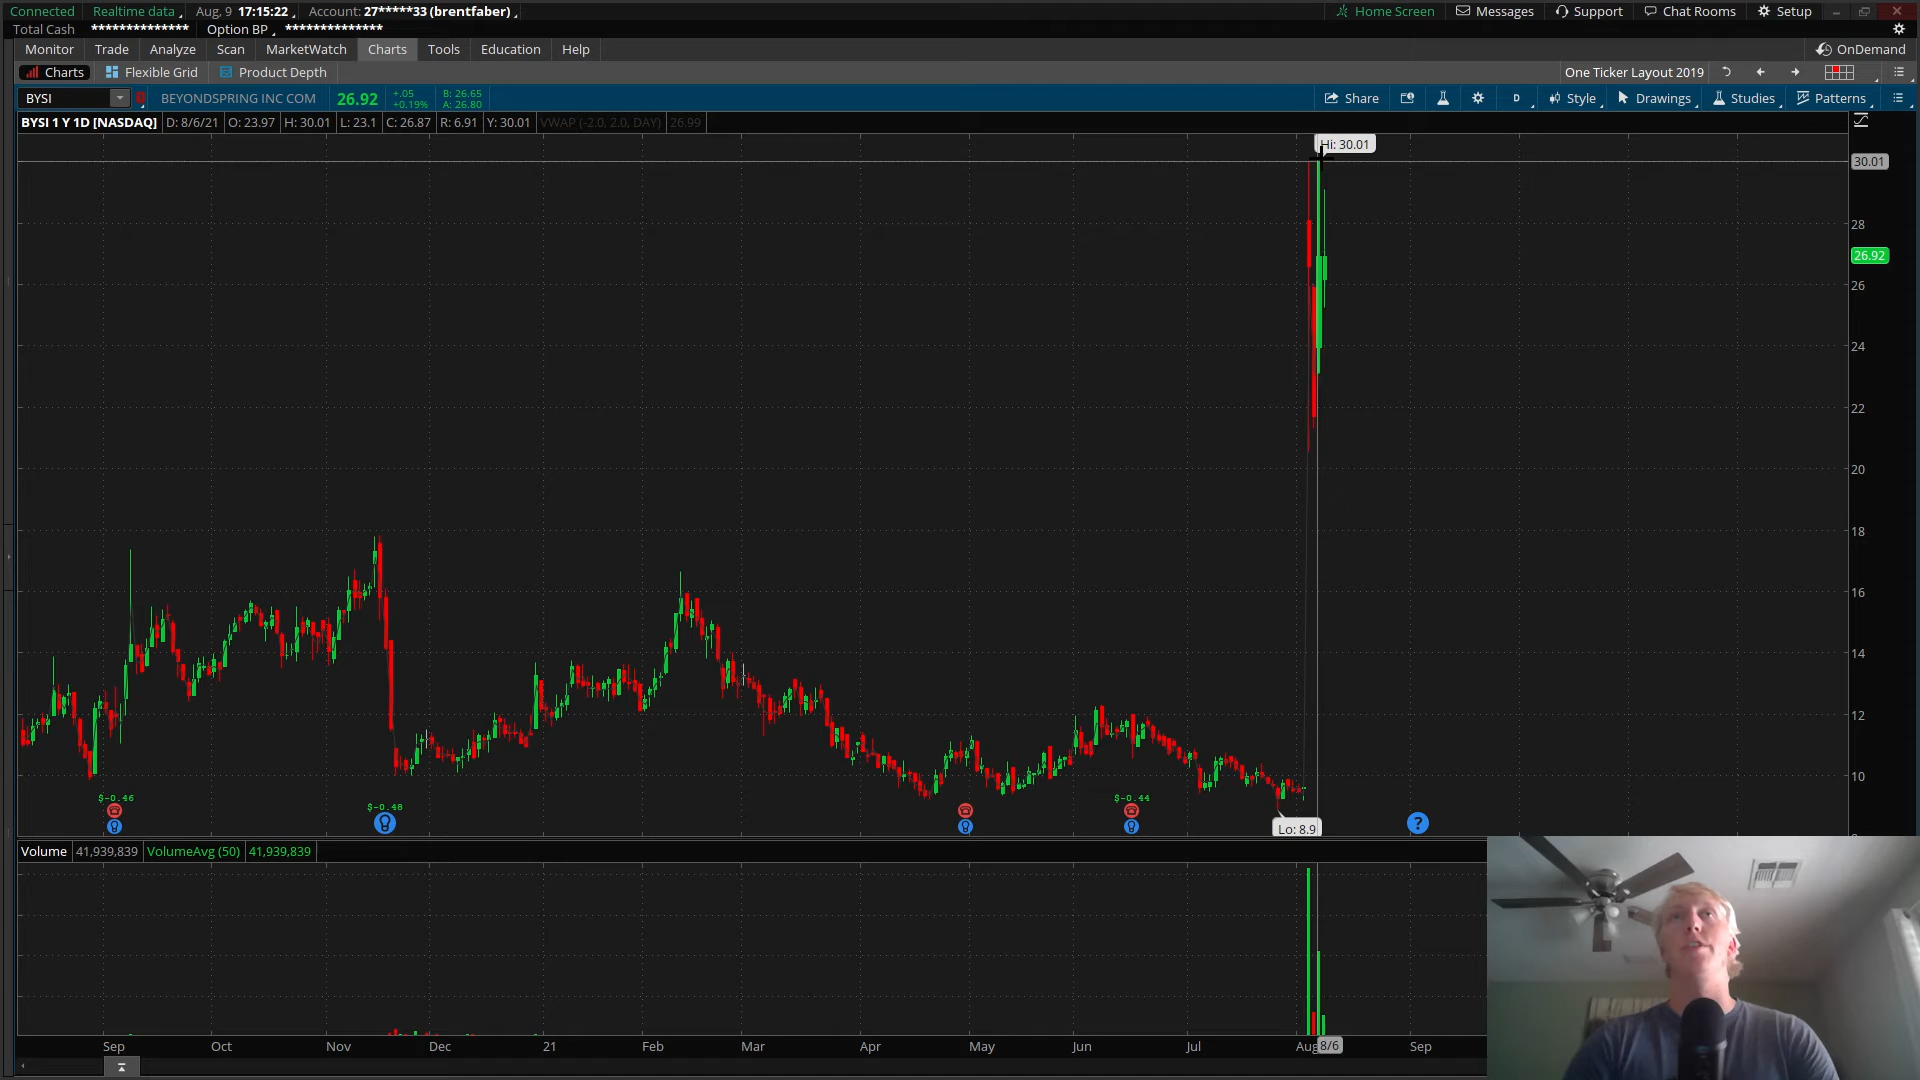 Connected Realtime data Aug, 9 17:15:22 Account: 27*****33 (brentfaber) Home Screen Messages Support Chat Rooms Setup
Total Cash ************** Option BP **************
Monitor Trade Analyze Scan MarketWatch Charts Tools Education Help OnDemand
Charts Flexible Grid Product Depth One Ticker Layout 2019
BYSI BEYONDSPRING INC COM 26.92 +.05 +0.19% B: 26.65 A: 26.80 Share D Style Drawings Studies Patterns
BYSI 1 Y 1D [NASDAQ] D: 8/6/21 O: 23.97 H: 30.01 L: 23.1 C: 26.87 R: 6.91 Y: 30.01 VWAP (-2.0, 2.0, DAY) 26.99
Hi: 30.01
30.01
28
26.92
26
24
22
20
18
16
14
12
10
$-0.46 $-0.48 $-0.44
Lo: 8.9 ?
Volume 41,939,839 VolumeAvg (50) 41,939,839
Sep Oct Nov Dec 21 Feb Mar Apr May Jun Jul Aug 8/6 Sep